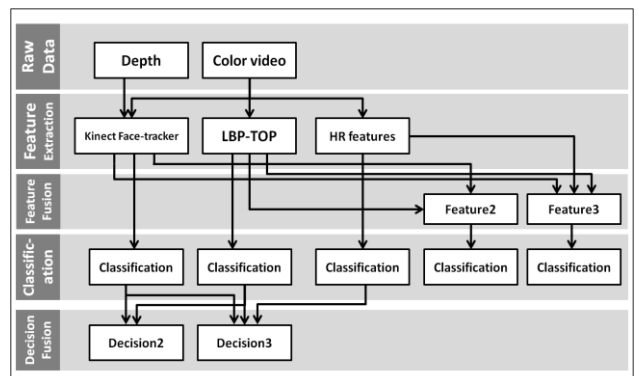 Raw
Data
Depth
Color video
Feature
Extraction
Kinect Face-tracker
LBP-TOP
HR features
Feature
Fusion
Feature2
Feature3
Classific-
ation
Classification
Classification
Classification
Classification
Classification
Decision
Fusion
Decision2
Decision3